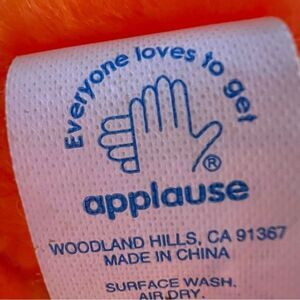 Everyone loves to get
®
applause
WOODLAND HILLS, CA 91367
MADE IN CHINA
SURFACE WASH.
AIR DRY.